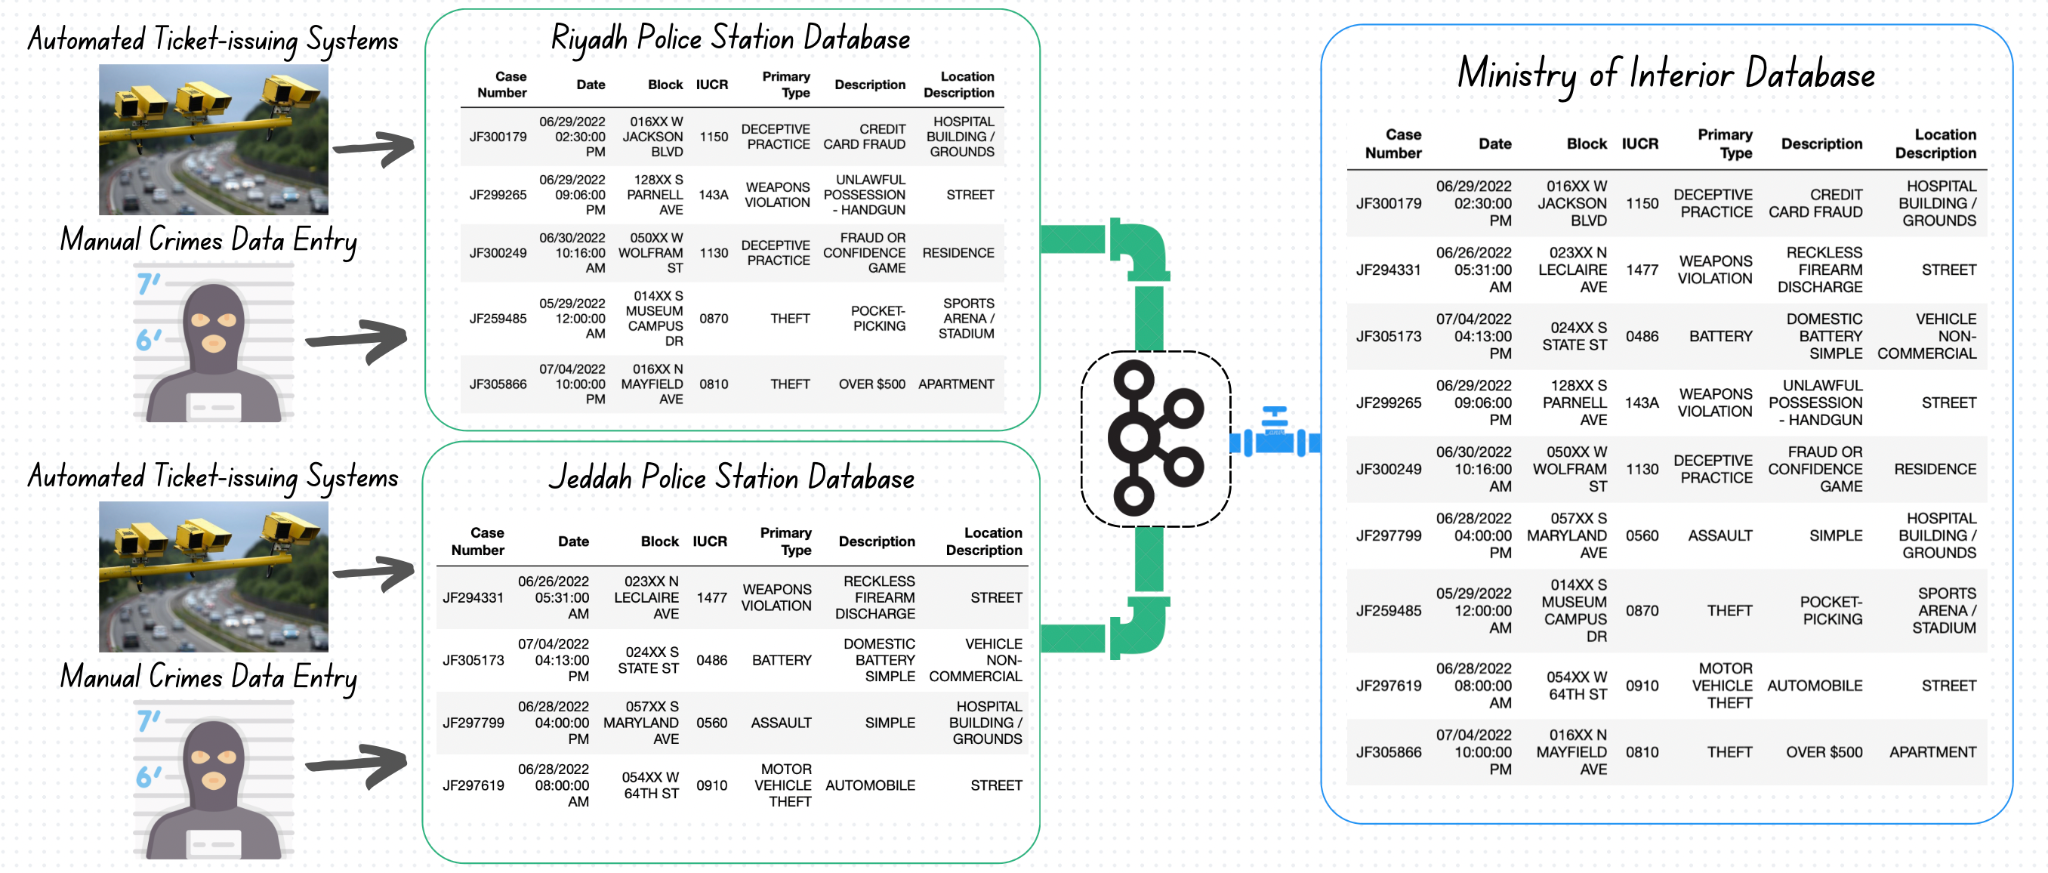 Automated Ticket-issuing Systems
Manual Crimes Data Entry
7'
6'
Automated Ticket-issuing Systems
Manual Crimes Data Entry
7'
6'
Riyadh Police Station Database
Case Number Date Block IUCR Primary Type Description Location Description
JF300179 06/29/2022 02:30:00 PM 016XX W JACKSON BLVD 1150 DECEPTIVE PRACTICE CREDIT CARD FRAUD HOSPITAL BUILDING / GROUNDS
JF299265 06/29/2022 09:06:00 PM 128XX S PARNELL AVE 143A WEAPONS VIOLATION UNLAWFUL POSSESSION - HANDGUN STREET
JF300249 06/30/2022 10:16:00 AM 050XX W WOLFRAM ST 1130 DECEPTIVE PRACTICE FRAUD OR CONFIDENCE GAME RESIDENCE
JF259485 05/29/2022 12:00:00 AM 014XX S MUSEUM CAMPUS DR 0870 THEFT POCKET-PICKING SPORTS ARENA / STADIUM
JF305866 07/04/2022 10:00:00 PM 016XX N MAYFIELD AVE 0810 THEFT OVER $500 APARTMENT
Jeddah Police Station Database
Case Number Date Block IUCR Primary Type Description Location Description
JF294331 06/26/2022 05:31:00 AM 023XX N LECLAIRE AVE 1477 WEAPONS VIOLATION RECKLESS FIREARM DISCHARGE STREET
JF305173 07/04/2022 04:13:00 PM 024XX S STATE ST 0486 BATTERY DOMESTIC BATTERY SIMPLE VEHICLE NON-COMMERCIAL
JF297799 06/28/2022 04:00:00 PM 057XX S MARYLAND AVE 0560 ASSAULT SIMPLE HOSPITAL BUILDING / GROUNDS
JF297619 06/28/2022 08:00:00 AM 054XX W 64TH ST 0910 MOTOR VEHICLE THEFT AUTOMOBILE STREET
Ministry of Interior Database
Case Number Date Block IUCR Primary Type Description Location Description
JF300179 06/29/2022 02:30:00 PM 016XX W JACKSON BLVD 1150 DECEPTIVE PRACTICE CREDIT CARD FRAUD HOSPITAL BUILDING / GROUNDS
JF294331 06/26/2022 05:31:00 AM 023XX N LECLAIRE AVE 1477 WEAPONS VIOLATION RECKLESS FIREARM DISCHARGE STREET
JF305173 07/04/2022 04:13:00 PM 024XX S STATE ST 0486 BATTERY DOMESTIC BATTERY SIMPLE VEHICLE NON-COMMERCIAL
JF299265 06/29/2022 09:06:00 PM 128XX S PARNELL AVE 143A WEAPONS VIOLATION UNLAWFUL POSSESSION - HANDGUN STREET
JF300249 06/30/2022 10:16:00 AM 050XX W WOLFRAM ST 1130 DECEPTIVE PRACTICE FRAUD OR CONFIDENCE GAME RESIDENCE
JF297799 06/28/2022 04:00:00 PM 057XX S MARYLAND AVE 0560 ASSAULT SIMPLE HOSPITAL BUILDING / GROUNDS
JF259485 05/29/2022 12:00:00 AM 014XX S MUSEUM CAMPUS DR 0870 THEFT POCKET-PICKING SPORTS ARENA / STADIUM
JF297619 06/28/2022 08:00:00 AM 054XX W 64TH ST 0910 MOTOR VEHICLE THEFT AUTOMOBILE STREET
JF305866 07/04/2022 10:00:00 PM 016XX N MAYFIELD AVE 0810 THEFT OVER $500 APARTMENT